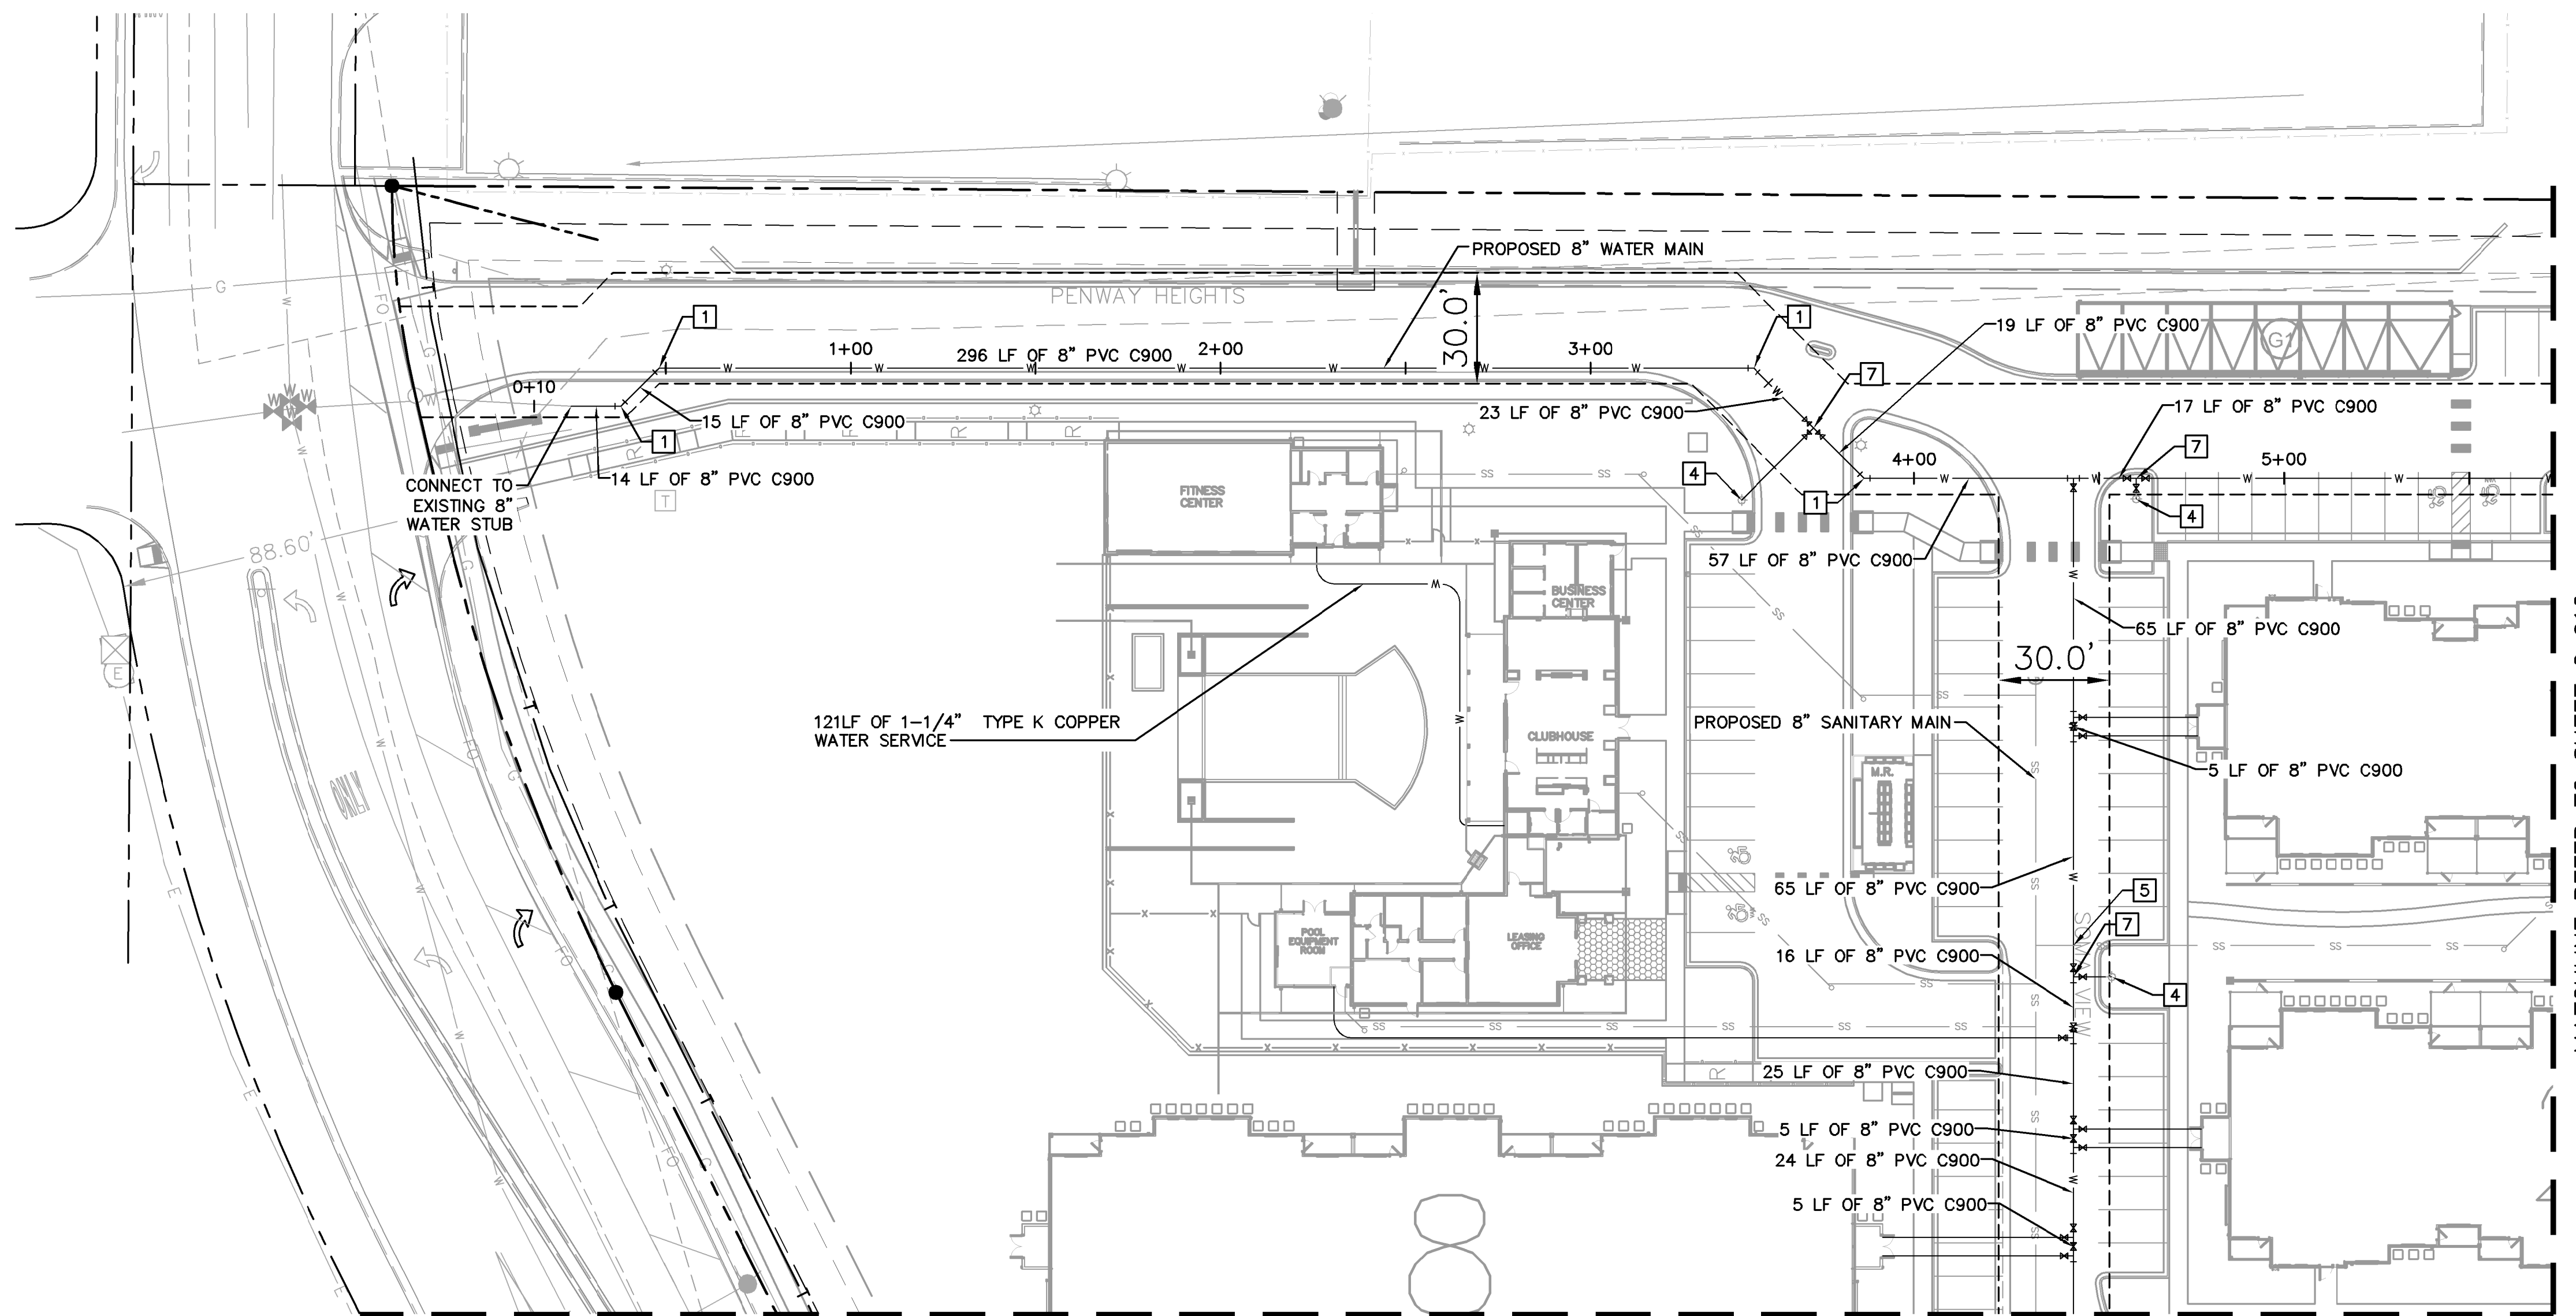 PROPOSED 8” WATER MAIN
G
FO
PENWAY HEIGHTS
30.0'
1
1
19 LF OF 8” PVC C900
G1
1+00
296 LF OF 8” PVC C900
2+00
3+00
0+10
7
23 LF OF 8” PVC C900
17 LF OF 8” PVC C900
15 LF OF 8” PVC C900
1
7
4+00
5+00
4
14 LF OF 8” PVC C900
CONNECT TO
EXISTING 8”
WATER STUB
T
FITNESS
CENTER
1
4
88.60'
57 LF OF 8” PVC C900
BUSINESS
CENTER
65 LF OF 8” PVC C900
30.0'
E
121LF OF 1-1/4” TYPE K COPPER
WATER SERVICE
PROPOSED 8” SANITARY MAIN
CLUBHOUSE
M.R.
5 LF OF 8” PVC C900
ONLY
65 LF OF 8” PVC C900
5
7
POOL
EQUIPMENT
ROOM
LEASING
OFFICE
SOMA VIEW
16 LF OF 8” PVC C900
4
25 LF OF 8” PVC C900
5 LF OF 8” PVC C900
24 LF OF 8” PVC C900
5 LF OF 8” PVC C900